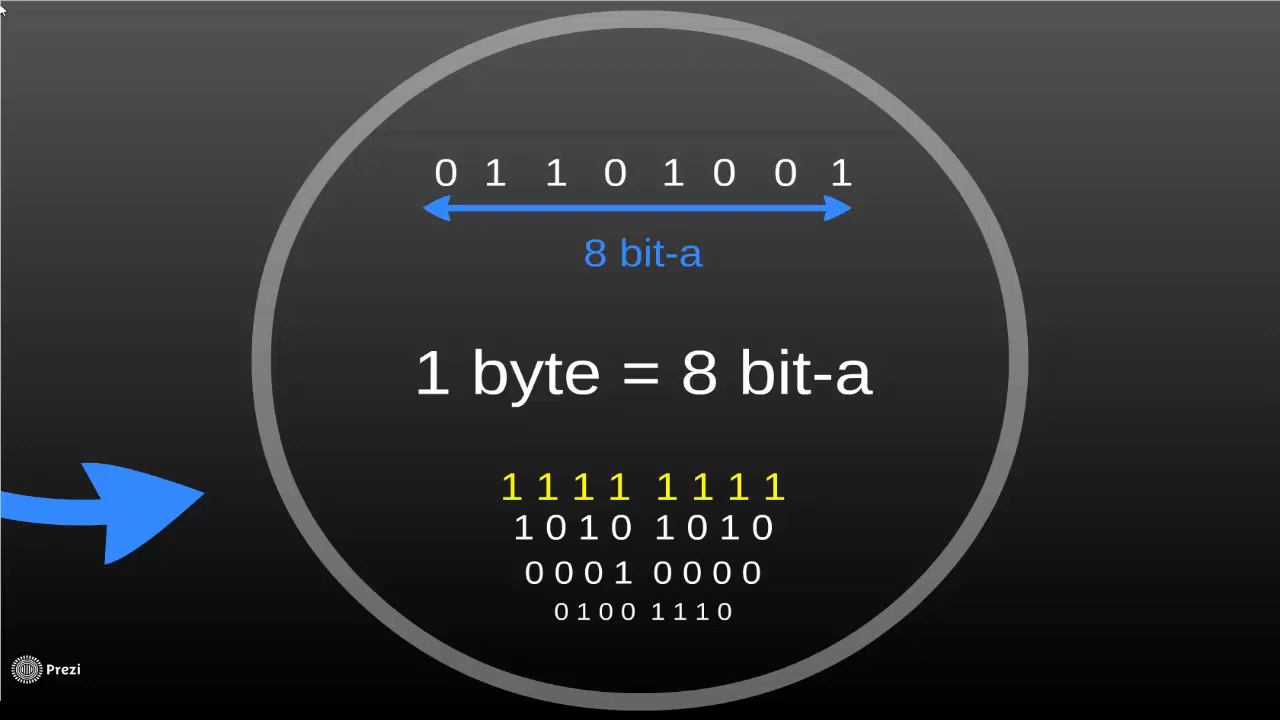 0 1 1 0 1 0 0 1
8 bit-a
1 byte = 8 bit-a
1 1 1 1 1 1 1 1
1 0 1 0 1 0 1 0
0 0 0 1 0 0 0 0
0 1 0 0 1 1 1 0
Prezi